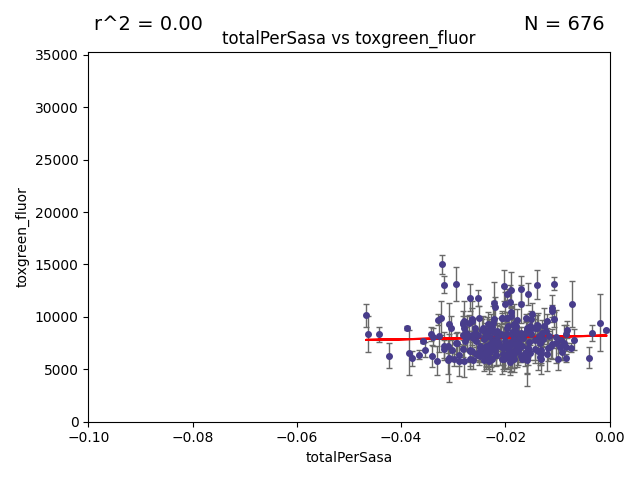 r^2 = 0.00
N = 676
totalPerSasa vs toxgreen_fluor
35000
30000
25000
20000
15000
10000
5000
0
toxgreen_fluor
−0.10
−0.08
−0.06
−0.04
−0.02
0.00
totalPerSasa